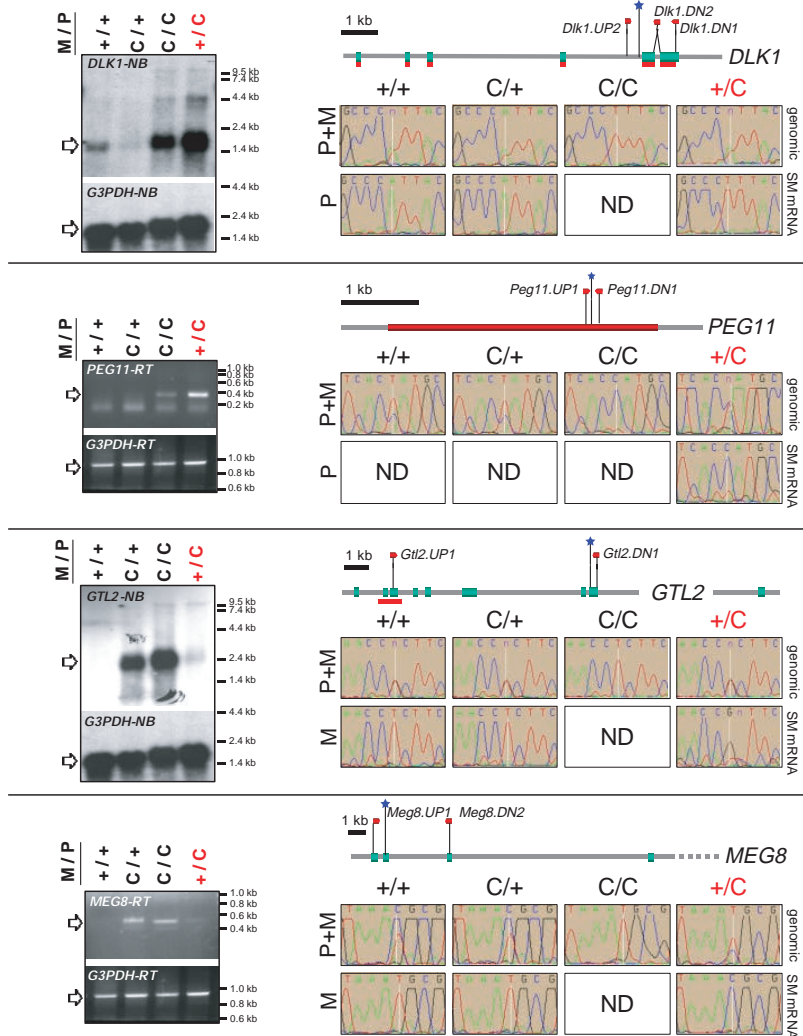 M / P
+ / +
C / +
C / C
+ / C
DLK1-NB
9.5 kb
7.4 kb
4.4 kb
2.4 kb
1.4 kb
G3PDH-NB
4.4 kb
2.4 kb
1.4 kb
1 kb
Dlk1.UP2
Dlk1.DN2
Dlk1.DN1
DLK1
+/+
C/+
C/C
+/C
P+M
genomic
P
ND
SM mRNA
M / P
+ / +
C / +
C / C
+ / C
PEG11-RT
1.0 kb
0.8 kb
0.6 kb
0.4 kb
0.2 kb
G3PDH-RT
1.0 kb
0.8 kb
0.6 kb
1 kb
Peg11.UP1
Peg11.DN1
PEG11
+/+
C/+
C/C
+/C
P+M
genomic
P
ND
ND
ND
SM mRNA
M / P
+ / +
C / +
C / C
+ / C
GTL2-NB
9.5 kb
7.4 kb
4.4 kb
2.4 kb
1.4 kb
G3PDH-NB
4.4 kb
2.4 kb
1.4 kb
1 kb
Gtl2.UP1
Gtl2.DN1
GTL2
+/+
C/+
C/C
+/C
P+M
genomic
M
ND
SM mRNA
M / P
+ / +
C / +
C / C
+ / C
MEG8-RT
1.0 kb
0.8 kb
0.6 kb
0.4 kb
G3PDH-RT
1.0 kb
0.8 kb
0.6 kb
1 kb
Meg8.UP1
Meg8.DN2
MEG8
+/+
C/+
C/C
+/C
P+M
genomic
M
ND
SM mRNA